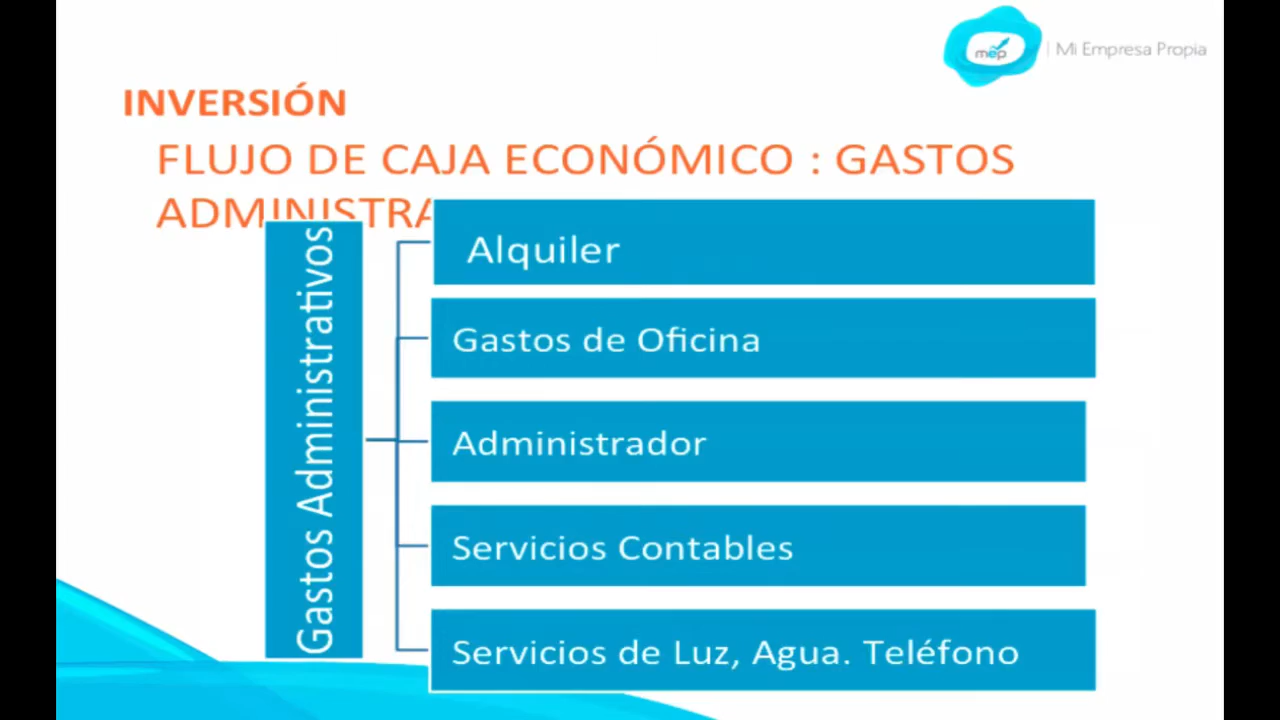 mep
Mi Empresa Propia
INVERSIÓN
FLUJO DE CAJA ECONÓMICO : GASTOS
Gastos Administrativos
Alquiler
Gastos de Oficina
Administrador
Servicios Contables
Servicios de Luz, Agua. Teléfono